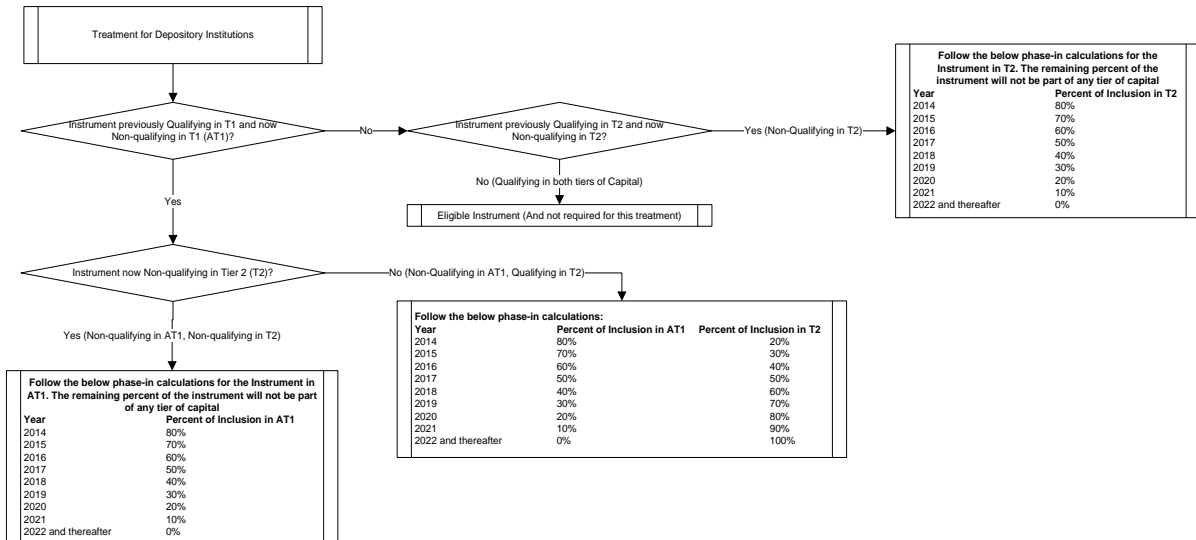 Treatment for Depository Institutions
Instrument previously Qualifying in T1 and now
Non-qualifying in T1 (AT1)?
No
Instrument previously Qualifying in T2 and now
Non-qualifying in T2?
Yes (Non-Qualifying in T2)
Follow the below phase-in calculations for the
Instrument in T2. The remaining percent of the
instrument will not be part of any tier of capital
Year Percent of Inclusion in T2
2014 80%
2015 70%
2016 60%
2017 50%
2018 40%
2019 30%
2020 20%
2021 10%
2022 and thereafter 0%
No (Qualifying in both tiers of Capital)
Eligible Instrument (And not required for this treatment)
Yes
Instrument now Non-qualifying in Tier 2 (T2)?
No (Non-Qualifying in AT1, Qualifying in T2)
Follow the below phase-in calculations:
Year Percent of Inclusion in AT1 Percent of Inclusion in T2
2014 80% 20%
2015 70% 30%
2016 60% 40%
2017 50% 50%
2018 40% 60%
2019 30% 70%
2020 20% 80%
2021 10% 90%
2022 and thereafter 0% 100%
Yes (Non-qualifying in AT1, Non-qualifying in T2)
Follow the below phase-in calculations for the Instrument in
AT1. The remaining percent of the instrument will not be part
of any tier of capital
Year Percent of Inclusion in AT1
2014 80%
2015 70%
2016 60%
2017 50%
2018 40%
2019 30%
2020 20%
2021 10%
2022 and thereafter 0%